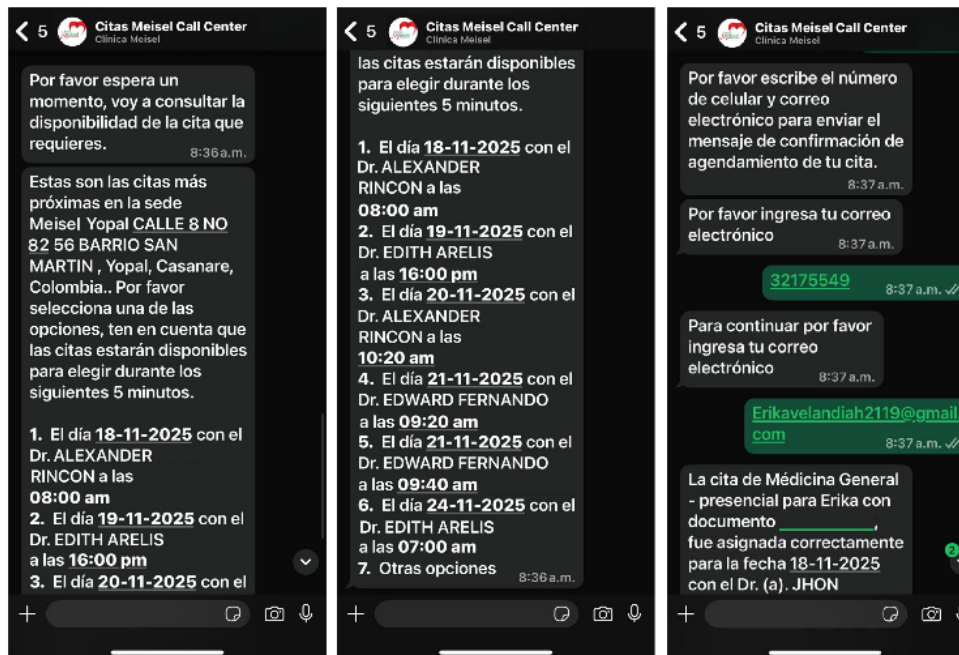 5 Citas Meisel Call Center
Clínica Meisel
Por favor espera un
momento, voy a consultar la
disponibilidad de la cita que
requieres.
8:36 a.m.
Estas son las citas más
próximas en la sede
Meisel Yopal CALLE 8 NO
82 56 BARRIO SAN
MARTIN , Yopal, Casanare,
Colombia.. Por favor
selecciona una de las
opciones, ten en cuenta que
las citas estarán disponibles
para elegir durante los
siguientes 5 minutos.
1. El día 18-11-2025 con el
Dr. ALEXANDER
RINCON a las
08:00 am
2. El día 19-11-2025 con el
Dr. EDITH ARELIS
a las 16:00 pm
3. El día 20-11-2025 con el
5 Citas Meisel Call Center
Clínica Meisel
las citas estarán disponibles
para elegir durante los
siguientes 5 minutos.
1. El día 18-11-2025 con el
Dr. ALEXANDER
RINCON a las
08:00 am
2. El día 19-11-2025 con el
Dr. EDITH ARELIS
a las 16:00 pm
3. El día 20-11-2025 con el
Dr. ALEXANDER
RINCON a las
10:20 am
4. El día 21-11-2025 con el
Dr. EDWARD FERNANDO
a las 09:20 am
5. El día 21-11-2025 con el
Dr. EDWARD FERNANDO
a las 09:40 am
6. El día 24-11-2025 con el
Dr. EDITH ARELIS
a las 07:00 am
7. Otras opciones
8:36 a.m.
5 Citas Meisel Call Center
Clínica Meisel
Por favor escribe el número
de celular y correo
electrónico para enviar el
mensaje de confirmación de
agendamiento de tu cita.
8:37 a.m.
Por favor ingresa tu correo
electrónico
8:37 a.m.
32175549
8:37 a.m.
Para continuar por favor
ingresa tu correo
electrónico
8:37 a.m.
Erikavelandiah2119@gmail.
com
8:37 a.m.
La cita de Médicina General
- presencial para Erika con
documento ________,
fue asignada correctamente
para la fecha 18-11-2025
con el Dr. (a). JHON
2